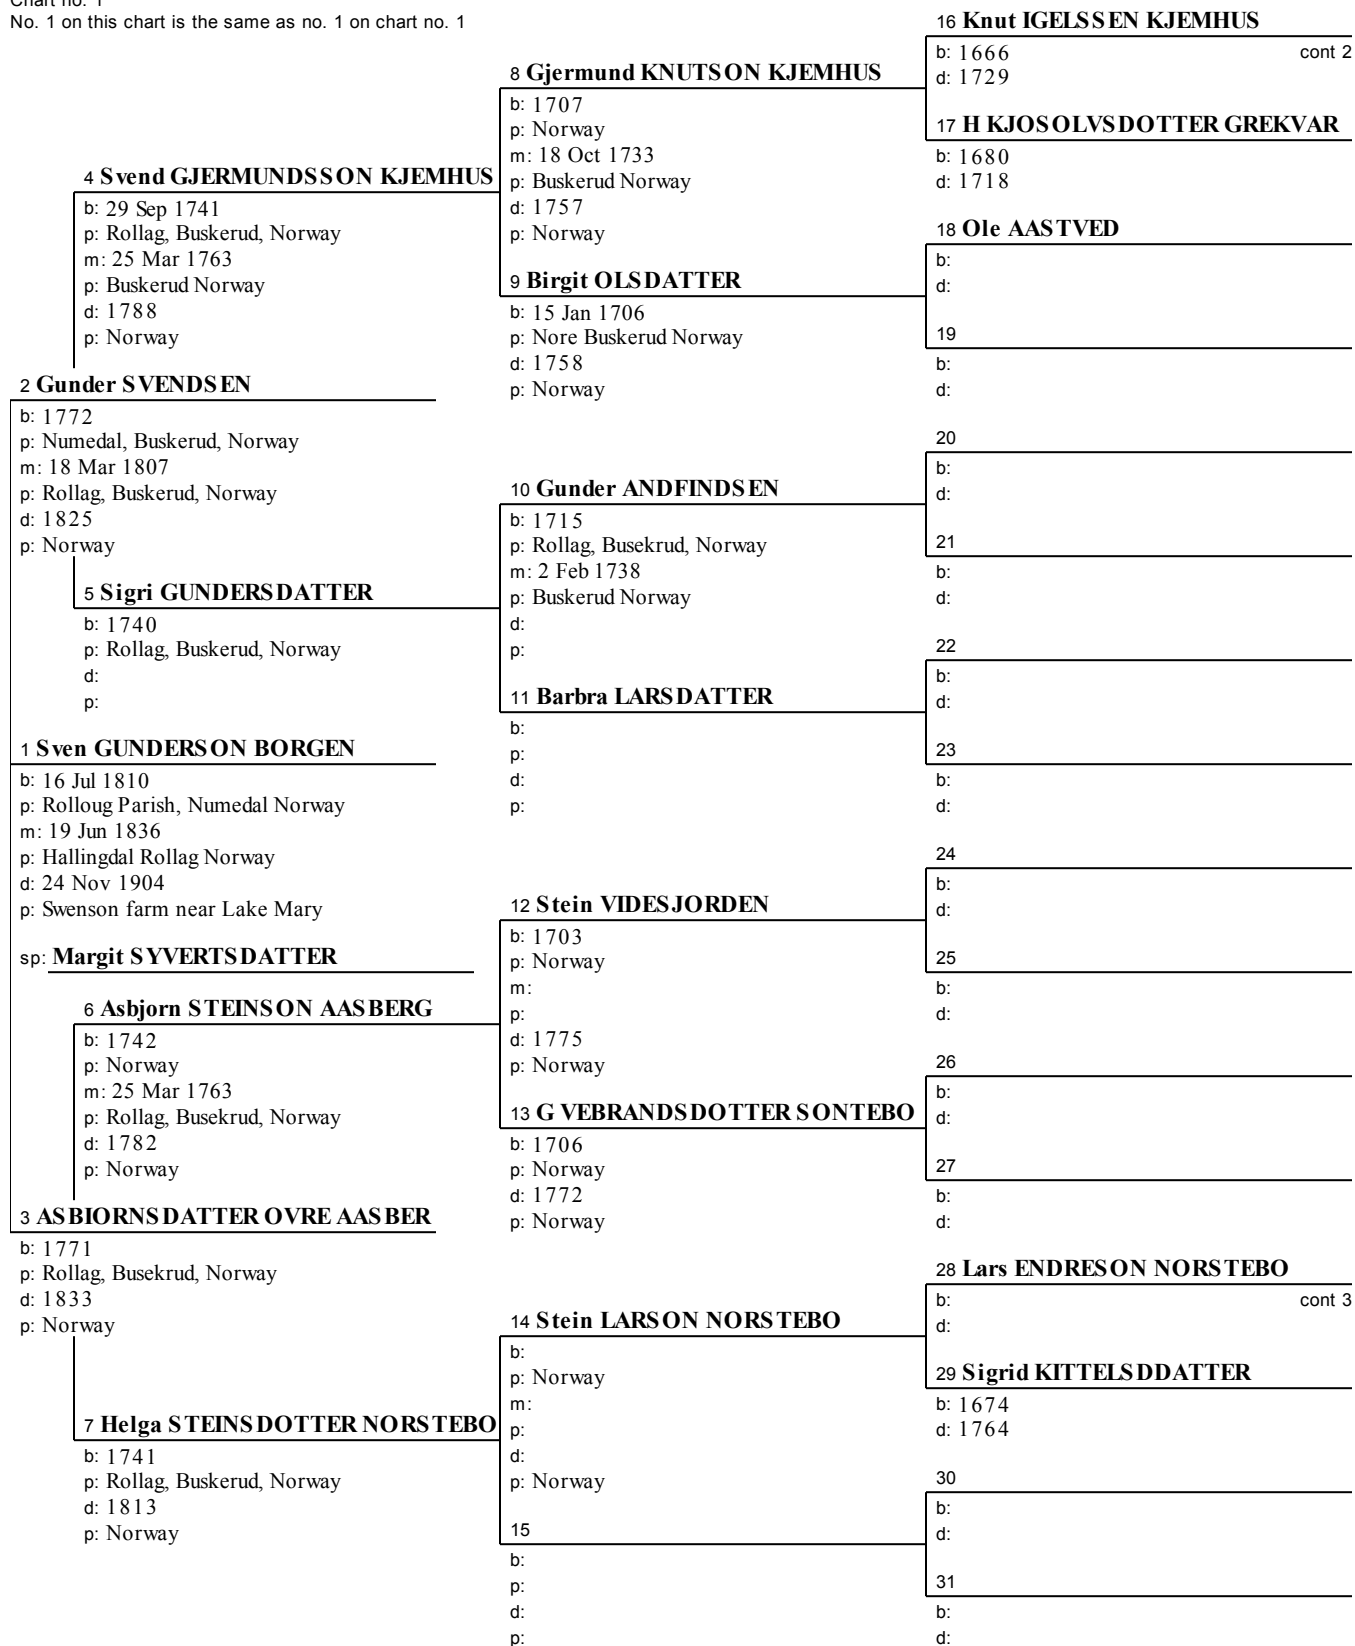 Chart no. 1
No. 1 on this chart is the same as no. 1 on chart no. 1
16 Knut IGELSSEN KJEMHUS
b: 1666 cont 2
d: 1729
8 Gjermund KNUTSON KJEMHUS
b: 1707
p: Norway
m: 18 Oct 1733
p: Buskerud Norway
d: 1757
p: Norway
17 H KJOSOLVSDOTTER GREKVAR
b: 1680
d: 1718
4 Svend GJERMUNDSSON KJEMHUS
b: 29 Sep 1741
p: Rollag, Buskerud, Norway
m: 25 Mar 1763
p: Buskerud Norway
d: 1788
p: Norway
18 Ole AASTVED
b:
d:
9 Birgit OLSDATTER
b: 15 Jan 1706
p: Nore Buskerud Norway
d: 1758
p: Norway
19
b:
d:
2 Gunder SVENDSEN
b: 1772
p: Numedal, Buskerud, Norway
m: 18 Mar 1807
p: Rollag, Buskerud, Norway
d: 1825
p: Norway
20
b:
d:
10 Gunder ANDFINDSEN
b: 1715
p: Rollag, Busekrud, Norway
m: 2 Feb 1738
p: Buskerud Norway
d:
p:
21
b:
d:
5 Sigri GUNDERSDATTER
b: 1740
p: Rollag, Buskerud, Norway
d:
p:
22
b:
d:
11 Barbra LARSDATTER
b:
p:
d:
p:
23
b:
d:
1 Sven GUNDERSON BORGEN
b: 16 Jul 1810
p: Rolloug Parish, Numedal Norway
m: 19 Jun 1836
p: Hallingdal Rollag Norway
d: 24 Nov 1904
p: Swenson farm near Lake Mary
sp: Margit SYVERTSDATTER
24
b:
d:
12 Stein VIDESJORDEN
b: 1703
p: Norway
m:
p:
d: 1775
p: Norway
25
b:
d:
6 Asbjorn STEINSON AASBERG
b: 1742
p: Norway
m: 25 Mar 1763
p: Rollag, Busekrud, Norway
d: 1782
p: Norway
26
b:
d:
13 G VEBRANDSDOTTER SONTEBO
b: 1706
p: Norway
d: 1772
p: Norway
27
b:
d:
3 ASBIORNSDATTER OVRE AASBER
b: 1771
p: Rollag, Busekrud, Norway
d: 1833
p: Norway
28 Lars ENDRESON NORSTEBO
b: cont 3
d:
14 Stein LARSON NORSTEBO
b:
p: Norway
m:
p:
d:
p: Norway
29 Sigrid KITTELSDDATTER
b: 1674
d: 1764
7 Helga STEINSDOTTER NORSTEBO
b: 1741
p: Rollag, Buskerud, Norway
d: 1813
p: Norway
30
b:
d:
15
b:
p:
d:
p:
31
b:
d: